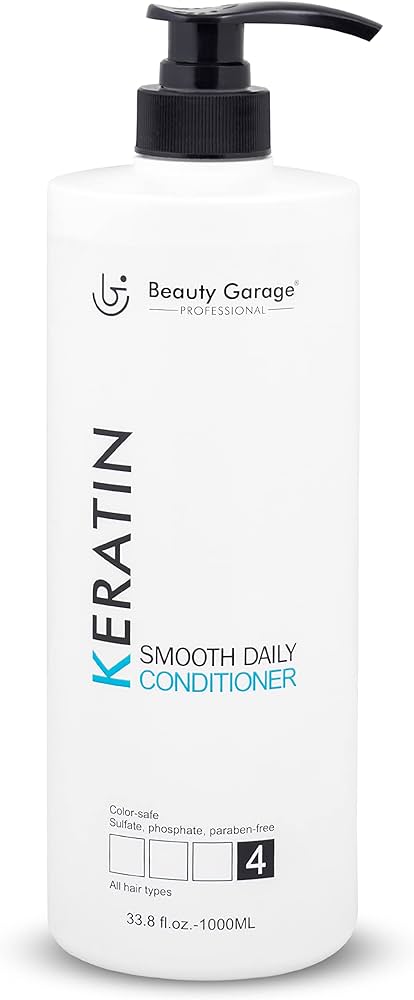 Beauty Garage®
PROFESSIONAL
KERATIN
SMOOTH DAILY
CONDITIONER
Color-safe
Sulfate, phosphate, paraben-free
4
All hair types
33.8 fl.oz.-1000ML